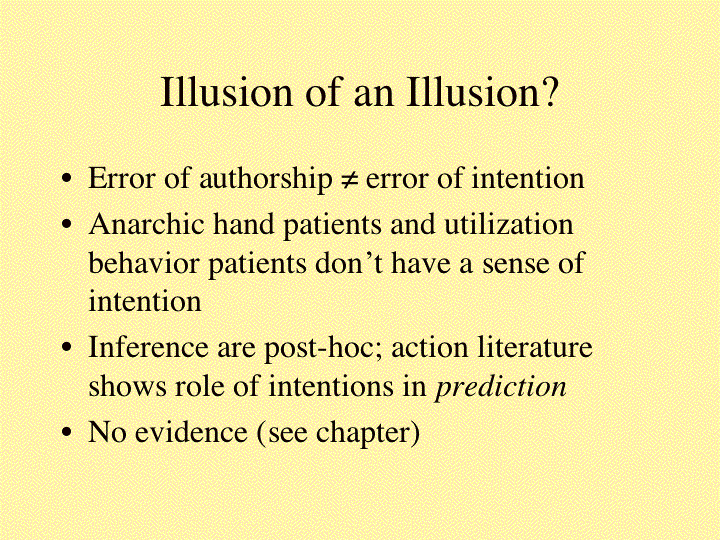 Illusion of an Illusion?
• Error of authorship ≠ error of intention
• Anarchic hand patients and utilization
behavior patients don’t have a sense of
intention
• Inference are post-hoc; action literature
shows role of intentions in prediction
• No evidence (see chapter)